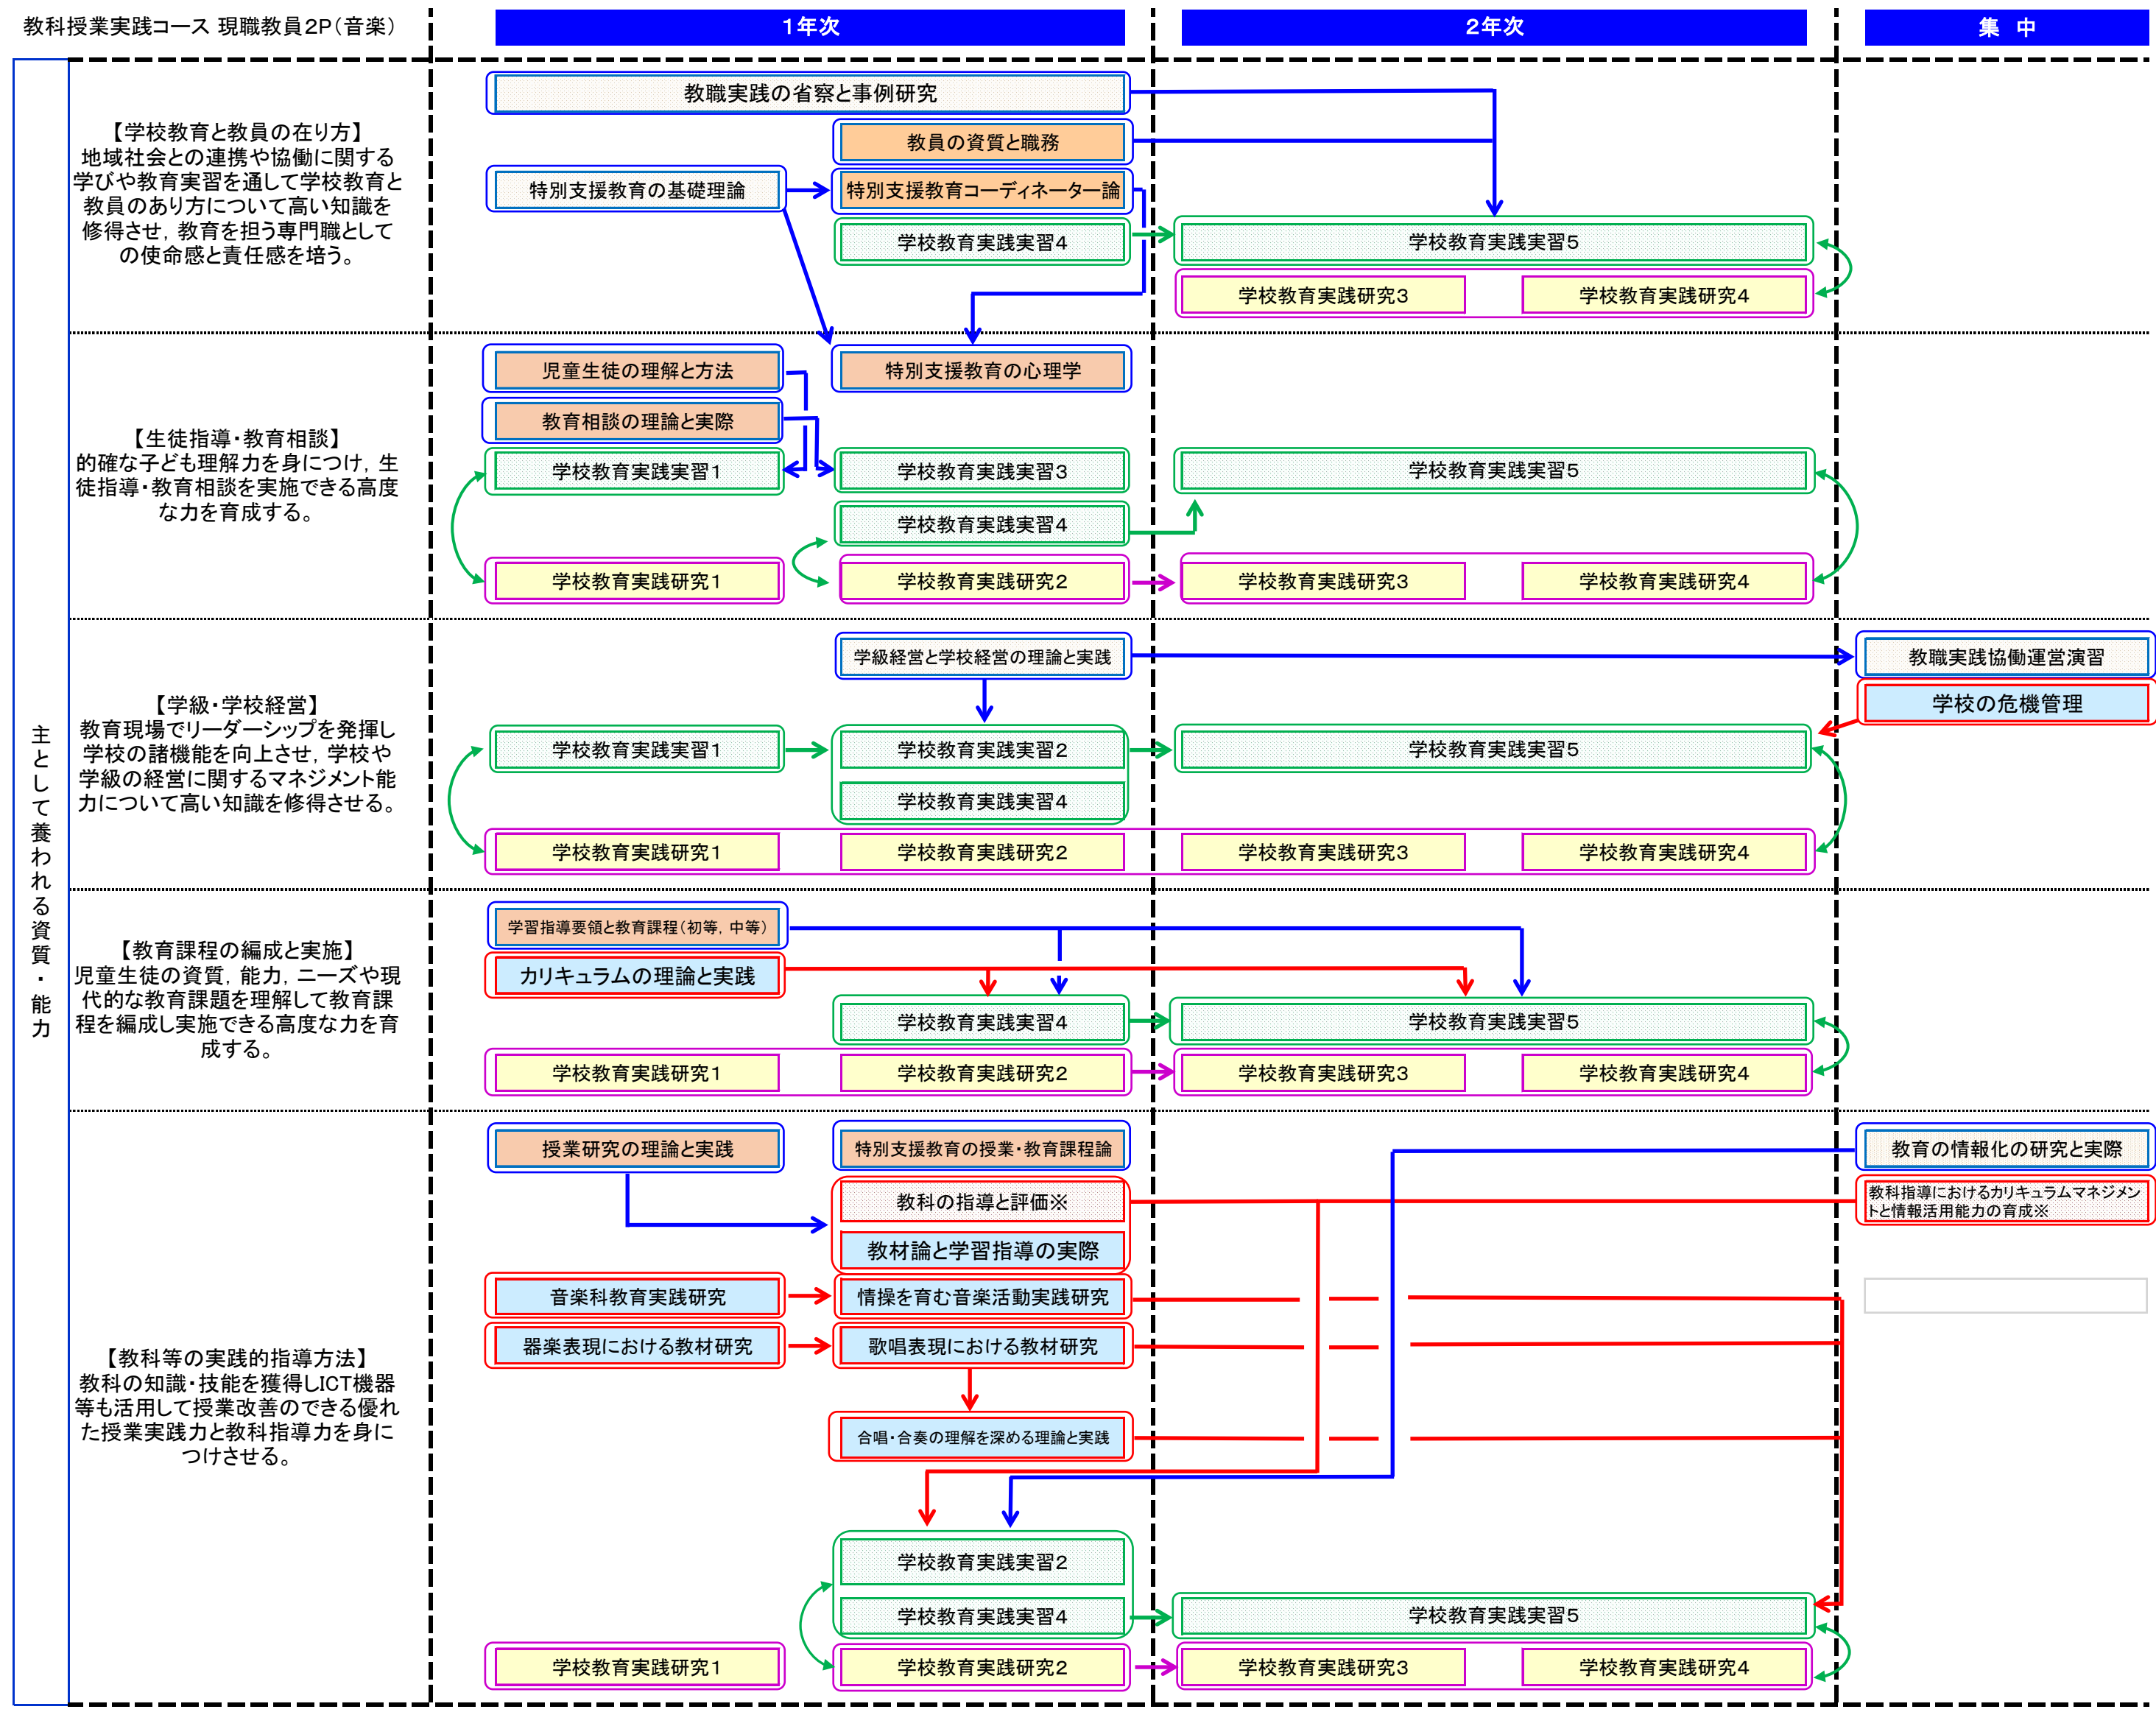 教科授業実践コース 現職教員2P（音楽）
1年次
2年次
集　中
主として養われる資質・能力
【学校教育と教員の在り方】
地域社会との連携や協働に関する
学びや教育実習を通して学校教育と
教員のあり方について高い知識を
修得させ，教育を担う専門職として
の使命感と責任感を培う。
教職実践の省察と事例研究
教員の資質と職務
特別支援教育の基礎理論
特別支援教育コーディネーター論
学校教育実践実習4
学校教育実践実習5
学校教育実践研究3
学校教育実践研究4
【生徒指導・教育相談】
的確な子ども理解力を身につけ，生
徒指導・教育相談を実施できる高度
な力を育成する。
児童生徒の理解と方法
特別支援教育の心理学
教育相談の理論と実際
学校教育実践実習1
学校教育実践実習3
学校教育実践実習5
学校教育実践実習4
学校教育実践研究1
学校教育実践研究2
学校教育実践研究3
学校教育実践研究4
【学級・学校経営】
教育現場でリーダーシップを発揮し
学校の諸機能を向上させ，学校や
学級の経営に関するマネジメント能
力について高い知識を修得させる。
学級経営と学校経営の理論と実践
教職実践協働運営演習
学校の危機管理
学校教育実践実習1
学校教育実践実習2
学校教育実践実習5
学校教育実践実習4
学校教育実践研究1
学校教育実践研究2
学校教育実践研究3
学校教育実践研究4
【教育課程の編成と実施】
児童生徒の資質，能力，ニーズや現
代的な教育課題を理解して教育課
程を編成し実施できる高度な力を育
成する。
学習指導要領と教育課程（初等，中等）
カリキュラムの理論と実践
学校教育実践実習4
学校教育実践実習5
学校教育実践研究1
学校教育実践研究2
学校教育実践研究3
学校教育実践研究4
【教科等の実践的指導方法】
教科の知識・技能を獲得しICT機器
等も活用して授業改善のできる優れ
た授業実践力と教科指導力を身に
つけさせる。
授業研究の理論と実践
特別支援教育の授業・教育課程論
教育の情報化の研究と実際
教科の指導と評価※
教科指導におけるカリキュラムマネジメン
トと情報活用能力の育成※
教材論と学習指導の実際
音楽科教育実践研究
情操を育む音楽活動実践研究
器楽表現における教材研究
歌唱表現における教材研究
合唱・合奏の理解を深める理論と実践
学校教育実践実習2
学校教育実践実習4
学校教育実践実習5
学校教育実践研究1
学校教育実践研究2
学校教育実践研究3
学校教育実践研究4